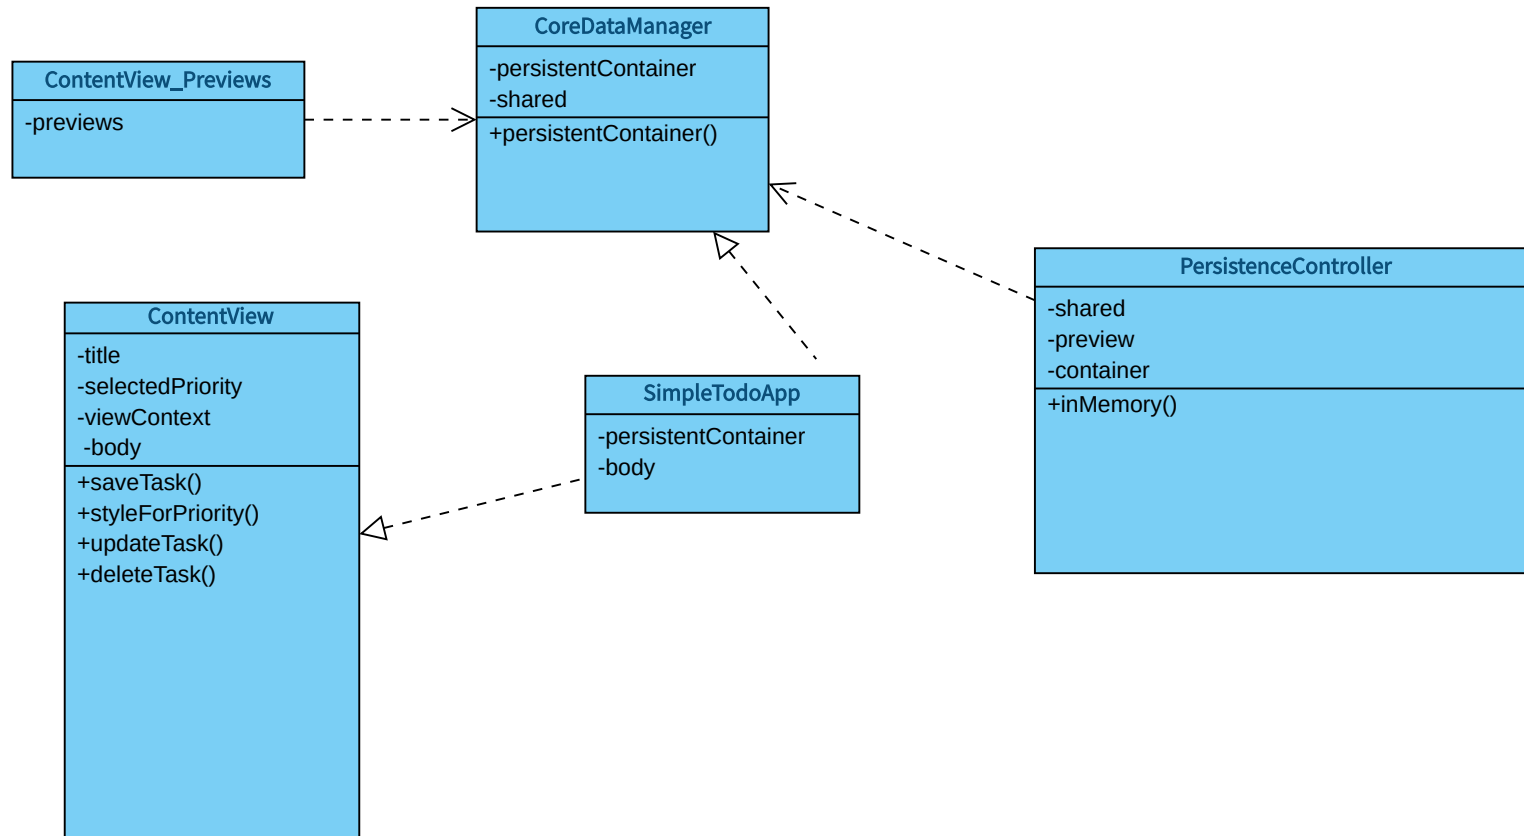 CoreDataManager
-persistentContainer
-shared
+persistentContainer()
ContentView_Previews
-previews
PersistenceController
-shared
-preview
-container
+inMemory()
ContentView
-title
-selectedPriority
-viewContext
-body
+saveTask()
+styleForPriority()
+updateTask()
+deleteTask()
SimpleTodoApp
-persistentContainer
-body